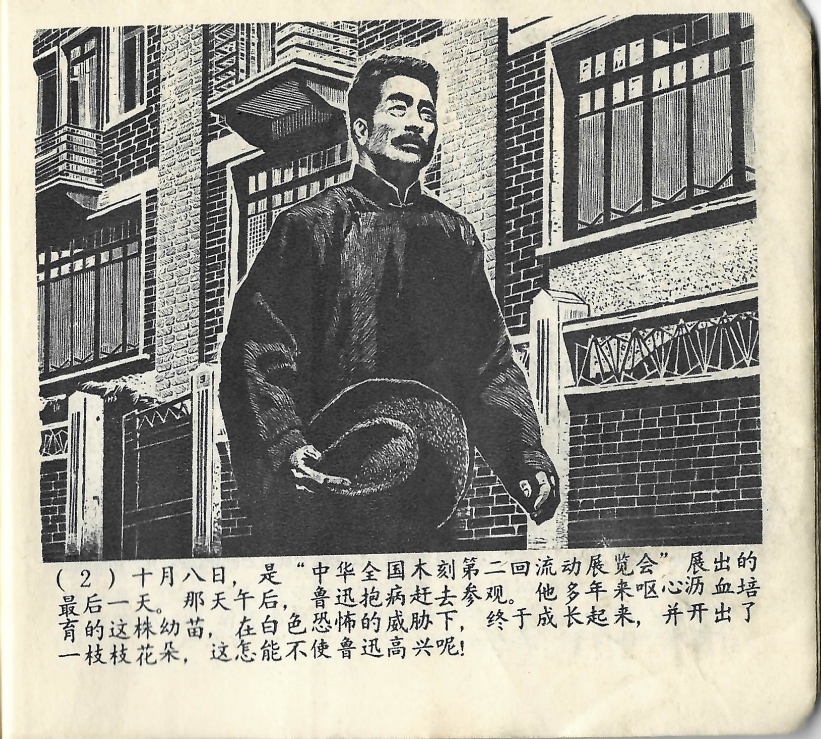 （2）十月八日，是“中华全国木刻第二回流动展览会”展出的
最后一天。那天午后，鲁迅抱病赶去参观。他多年来呕心沥血培
育的这株幼苗，在白色恐怖的威胁下，终于成长起来，并开出了
一枝枝花朵，这怎能不使鲁迅高兴呢！